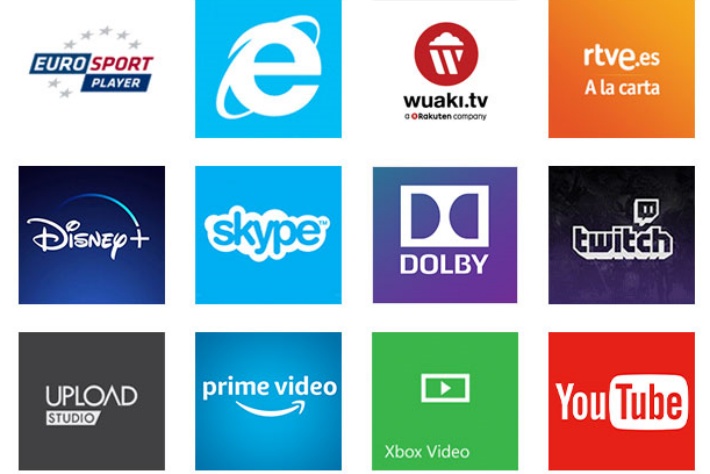 EUROSPORT
PLAYER
wuaki.tv
a Rakuten company
rtve.es
A la carta
Disney+
skype™
DOLBY
twitch
UPLOAD
STUDIO
prime video
Xbox Video
YouTube